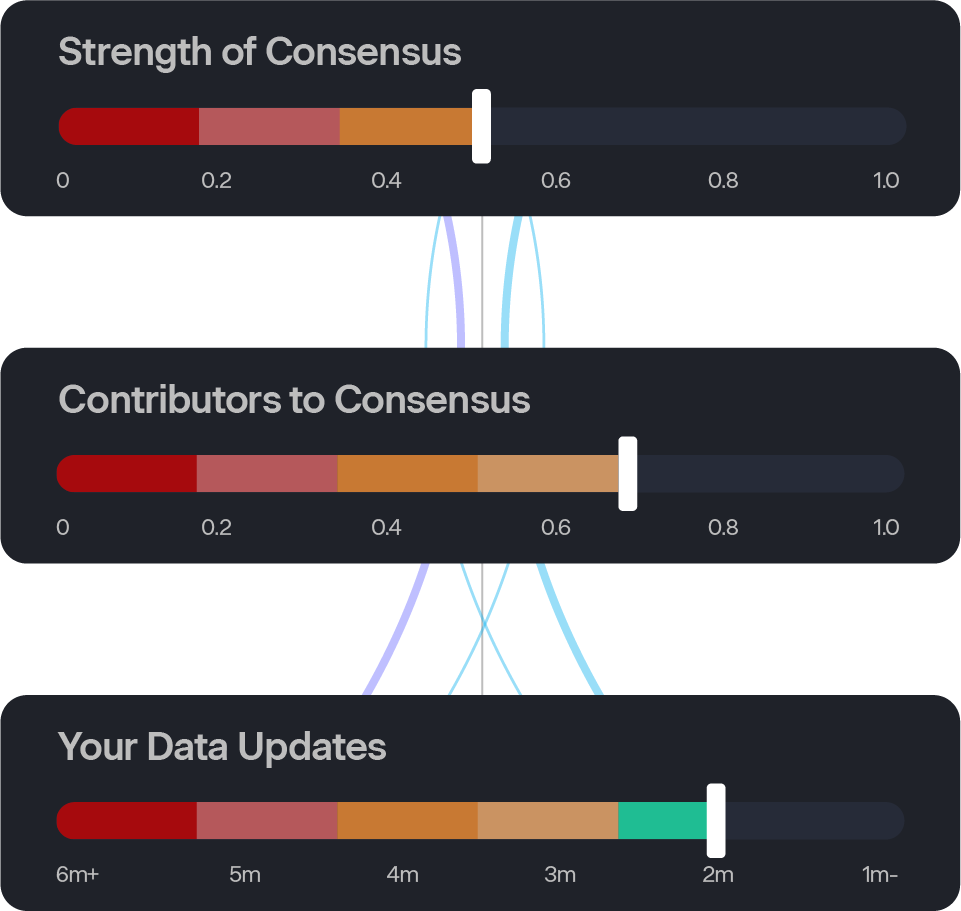 Strength of Consensus
0 0.2 0.4 0.6 0.8 1.0
Contributors to Consensus
0 0.2 0.4 0.6 0.8 1.0
Your Data Updates
6m+ 5m 4m 3m 2m 1m-